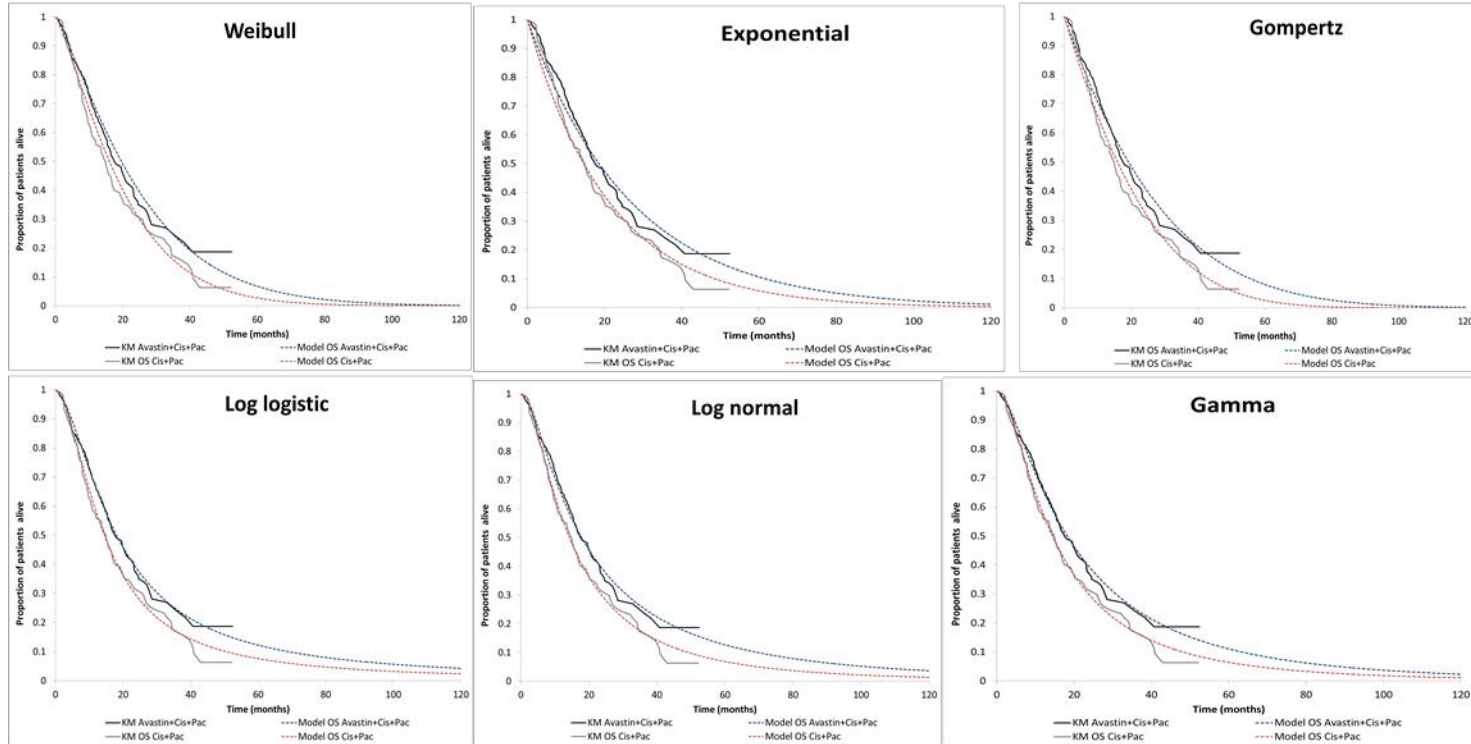 Weibull
Proportion of patients alive
1
0.9
0.8
0.7
0.6
0.5
0.4
0.3
0.2
0.1
0
0 20 40 60 80 100 120
Time (months)
KM Avastin+Cis+Pac Model OS Avastin+Cis+Pac
KM OS Cis+Pac Model OS Cis+Pac
Exponential
Proportion of patients alive
1
0.9
0.8
0.7
0.6
0.5
0.4
0.3
0.2
0.1
0
0 20 40 60 80 100 120
Time (months)
KM Avastin+Cis+Pac Model OS Avastin+Cis+Pac
KM OS Cis+Pac Model OS Cis+Pac
Gompertz
Proportion of patients alive
1
0.9
0.8
0.7
0.6
0.5
0.4
0.3
0.2
0.1
0
0 20 40 60 80 100 120
Time (months)
KM OS Avastin+Cis+Pac Model OS Avastin+Cis+Pac
KM OS Cis+Pac Model OS Cis+Pac
Log logistic
Proportion of patients alive
1
0.9
0.8
0.7
0.6
0.5
0.4
0.3
0.2
0.1
0
0 20 40 60 80 100 120
Time (months)
KM Avastin+Cis+Pac Model OS Avastin+Cis+Pac
KM OS Cis+Pac Model OS Cis+Pac
Log normal
Proportion of patients alive
1
0.9
0.8
0.7
0.6
0.5
0.4
0.3
0.2
0.1
0
0 20 40 60 80 100 120
Time (months)
KM Avastin+Cis+Pac Model OS Avastin+Cis+Pac
KM OS Cis+Pac Model OS Cis+Pac
Gamma
Proportion of patients alive
1
0.9
0.8
0.7
0.6
0.5
0.4
0.3
0.2
0.1
0
0 20 40 60 80 100 120
Time (months)
KM Avastin+Cis+Pac Model OS Avastin+Cis+Pac
KM OS Cis+Pac Model OS Cis+Pac